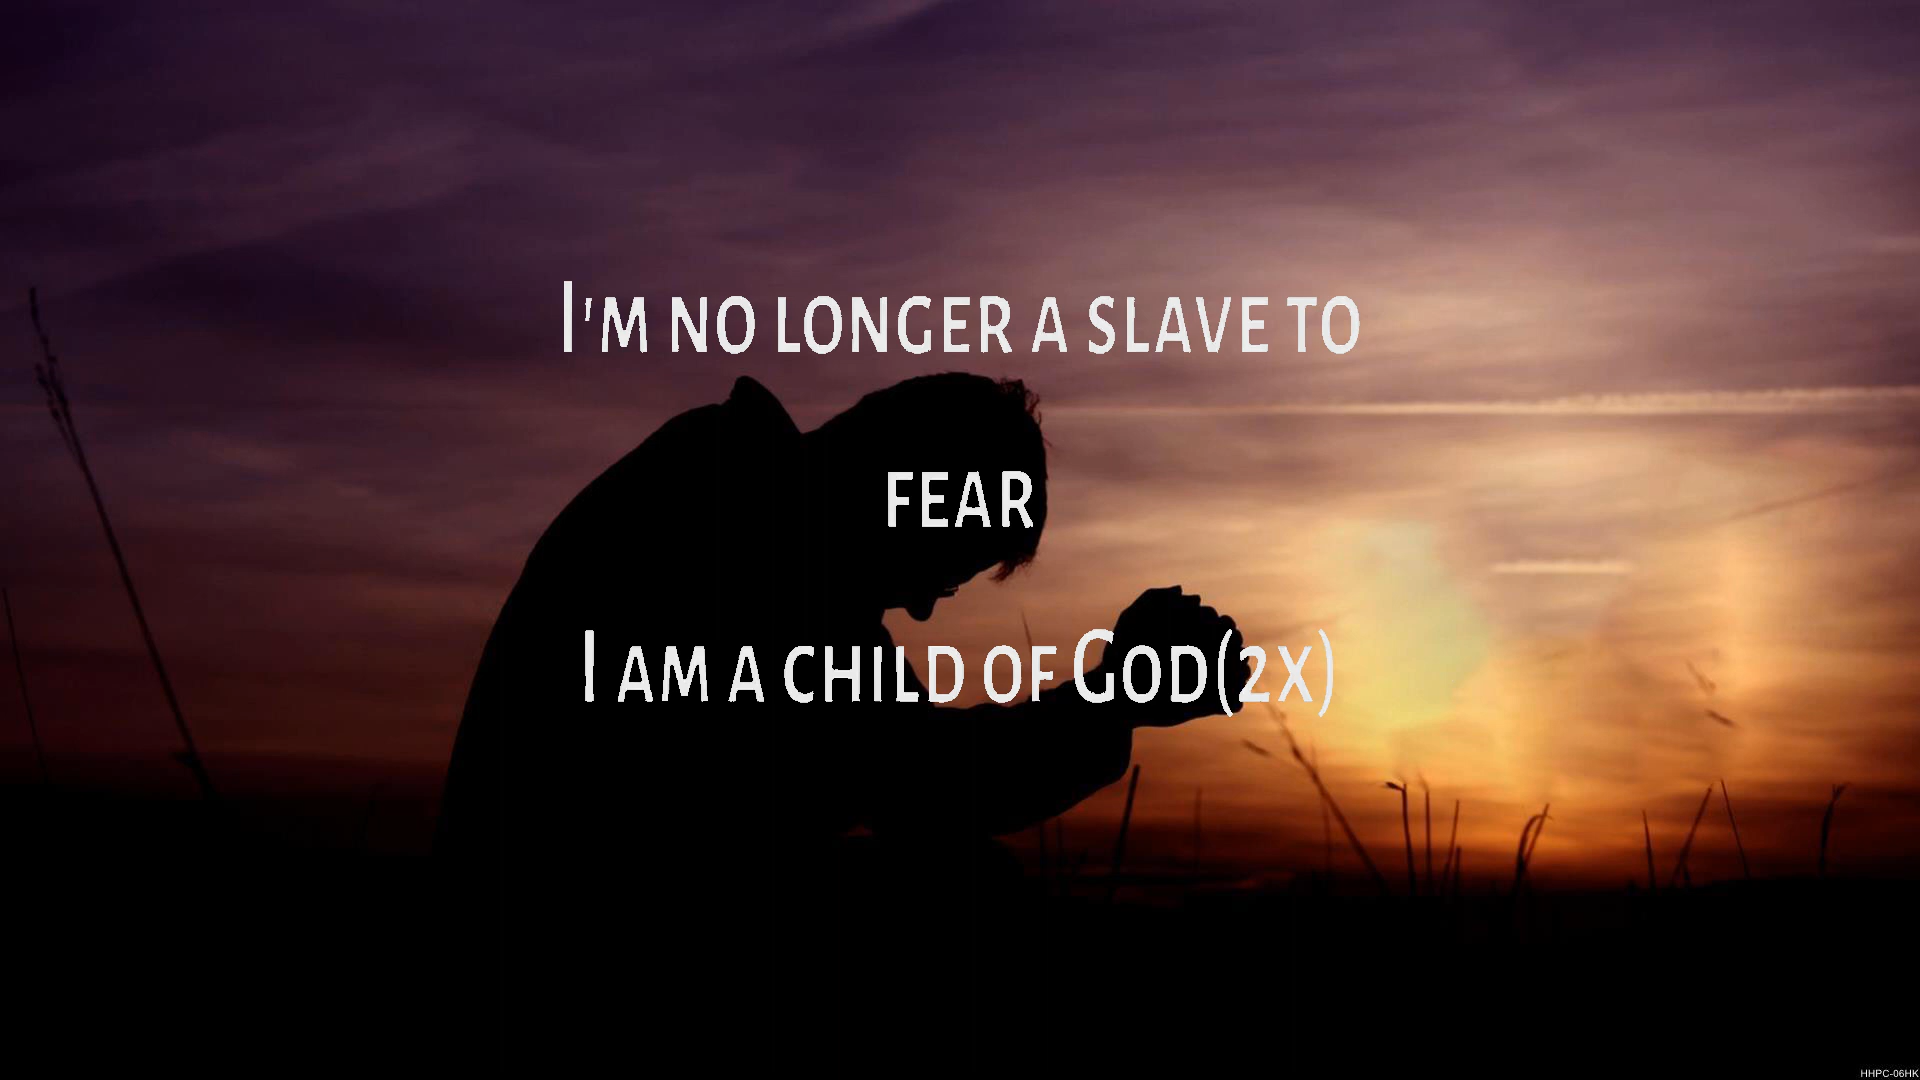 I'm no longer a slave to
fear
I am a child of God(2x)
HHPC-06HK